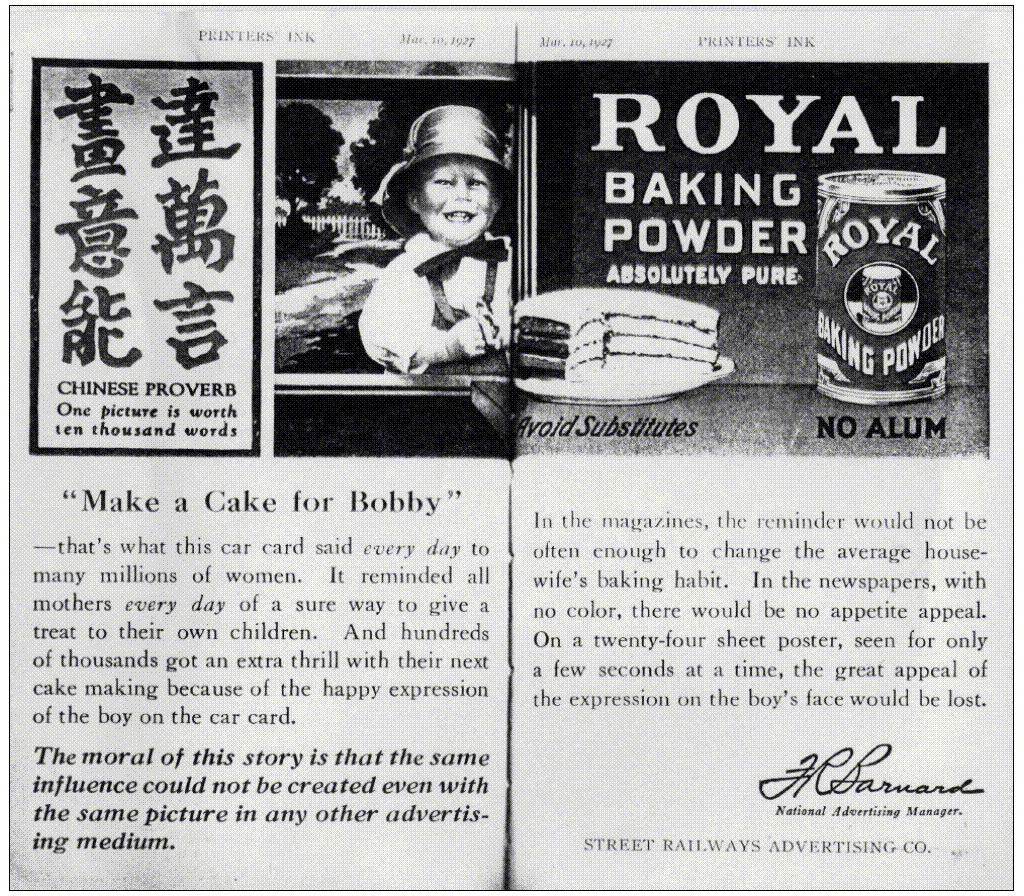 PRINTERS' INK
Mar. 10, 1927
Mar. 10, 1927
PRINTERS' INK
畫意能
達萬言
CHINESE PROVERB
One picture is worth
ten thousand words
ROYAL
BAKING
POWDER
ABSOLUTELY PURE
ROYAL
ROYAL
BAKING POWDER
Avoid Substitutes
NO ALUM
"Make a Cake for Bobby"
—that's what this car card said every day to
many millions of women. It reminded all
mothers every day of a sure way to give a
treat to their own children. And hundreds
of thousands got an extra thrill with their next
cake making because of the happy expression
of the boy on the car card.
The moral of this story is that the same
influence could not be created even with
the same picture in any other advertis-
ing medium.
In the magazines, the reminder would not be
often enough to change the average house-
wife's baking habit. In the newspapers, with
no color, there would be no appetite appeal.
On a twenty-four sheet poster, seen for only
a few seconds at a time, the great appeal of
the expression on the boy's face would be lost.
FR Barnard
National Advertising Manager.
STREET RAILWAYS ADVERTISING CO.